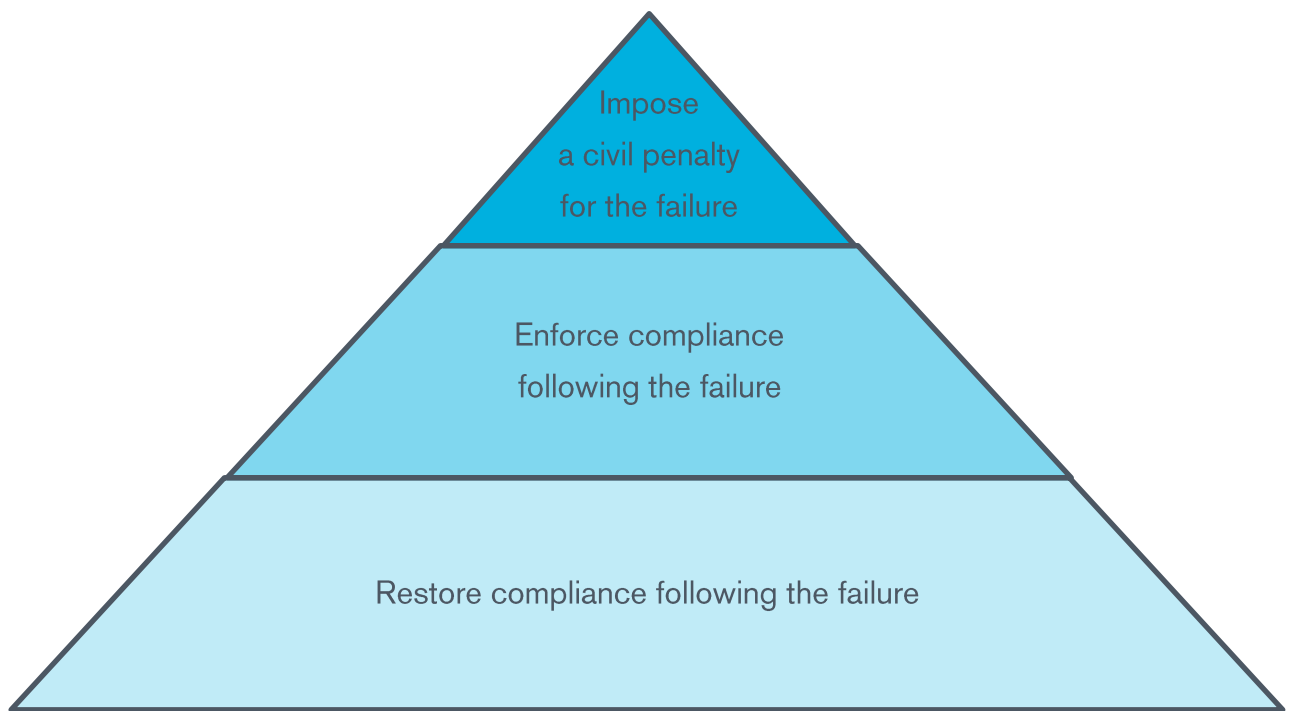 Impose
a civil penalty
for the failure
Enforce compliance
following the failure
Restore compliance following the failure